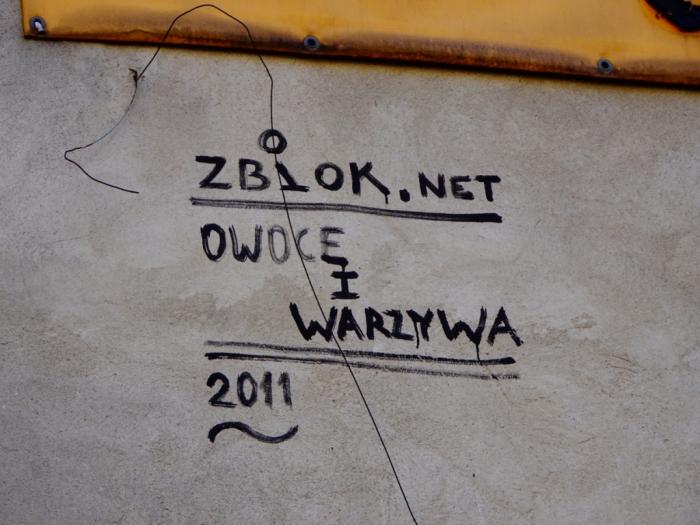 ZBLOK.NET
OWOCE
I
WARZYWA
2011